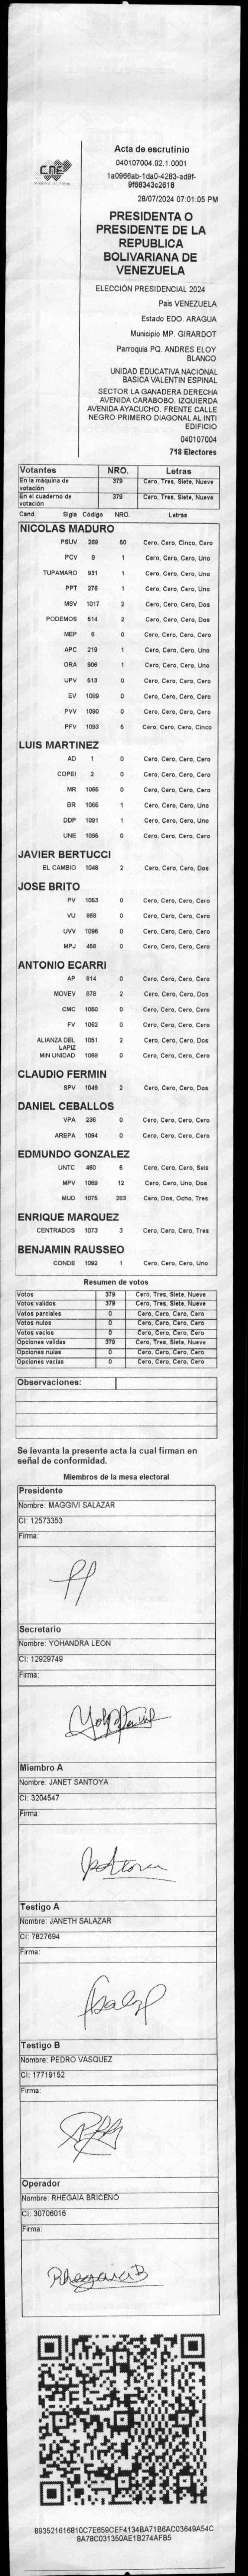 CNE
Acta de escrutinio
040107004.02.1.0001
1a0966ab-1da0-4283-ad9f-
9f68343c2618
28/07/2024 07:01:05 PM
PRESIDENTA O
PRESIDENTE DE LA
REPUBLICA
BOLIVARIANA DE
VENEZUELA
ELECCIÓN PRESIDENCIAL 2024
Pais VENEZUELA
Estado EDO. ARAGUA
Municipio MP. GIRARDOT
Parroquia PQ. ANDRES ELOY
BLANCO
UNIDAD EDUCATIVA NACIONAL
BASICA VALENTIN ESPINAL
SECTOR LA GANADERA DERECHA
AVENIDA CARABOBO. IZQUIERDA
AVENIDA AYACUCHO. FRENTE CALLE
NEGRO PRIMERO DIAGONAL AL INTI
EDIFICIO
040107004
718 Electores
Votantes NRO. Letras
En la máquina de votación 379 Cero, Tres, Siete, Nueve
En el cuaderno de votación 379 Cero, Tres, Siete, Nueve
Cand. Sigla Código NRO. Letras
NICOLAS MADURO
PSUV 269 50 Cero, Cero, Cinco, Cero
PCV 9 1 Cero, Cero, Cero, Uno
TUPAMARO 931 1 Cero, Cero, Cero, Uno
PPT 276 1 Cero, Cero, Cero, Uno
MSV 1017 2 Cero, Cero, Cero, Dos
PODEMOS 514 2 Cero, Cero, Cero, Dos
MEP 6 0 Cero, Cero, Cero, Cero
APC 219 1 Cero, Cero, Cero, Uno
ORA 906 1 Cero, Cero, Cero, Uno
UPV 513 0 Cero, Cero, Cero, Cero
EV 1089 0 Cero, Cero, Cero, Cero
PVV 1090 0 Cero, Cero, Cero, Cero
PFV 1093 5 Cero, Cero, Cero, Cinco
LUIS MARTINEZ
AD 1 0 Cero, Cero, Cero, Cero
COPEI 2 0 Cero, Cero, Cero, Cero
MR 1065 0 Cero, Cero, Cero, Cero
BR 1066 1 Cero, Cero, Cero, Uno
DDP 1091 1 Cero, Cero, Cero, Uno
UNE 1095 0 Cero, Cero, Cero, Cero
JAVIER BERTUCCI
EL CAMBIO 1048 2 Cero, Cero, Cero, Dos
JOSE BRITO
PV 1053 0 Cero, Cero, Cero, Cero
VU 959 0 Cero, Cero, Cero, Cero
UVV 1096 0 Cero, Cero, Cero, Cero
MPJ 459 0 Cero, Cero, Cero, Cero
ANTONIO ECARRI
AP 914 0 Cero, Cero, Cero, Cero
MOVEV 978 2 Cero, Cero, Cero, Dos
CMC 1050 0 Cero, Cero, Cero, Cero
FV 1062 0 Cero, Cero, Cero, Cero
ALIANZA DEL LAPIZ 1051 2 Cero, Cero, Cero, Dos
MIN UNIDAD 1068 0 Cero, Cero, Cero, Cero
CLAUDIO FERMIN
SPV 1049 2 Cero, Cero, Cero, Dos
DANIEL CEBALLOS
VPA 236 0 Cero, Cero, Cero, Cero
AREPA 1094 0 Cero, Cero, Cero, Cero
EDMUNDO GONZALEZ
UNTC 460 6 Cero, Cero, Cero, Seis
MPV 1069 12 Cero, Cero, Uno, Dos
MUD 1075 283 Cero, Dos, Ocho, Tres
ENRIQUE MARQUEZ
CENTRADOS 1073 3 Cero, Cero, Cero, Tres
BENJAMIN RAUSSEO
CONDE 1092 1 Cero, Cero, Cero, Uno
Resumen de votos
Votos 379 Cero, Tres, Siete, Nueve
Votos validos 379 Cero, Tres, Siete, Nueve
Votos parciales 0 Cero, Cero, Cero, Cero
Votos nulos 0 Cero, Cero, Cero, Cero
Votos vacios 0 Cero, Cero, Cero, Cero
Opciones validas 379 Cero, Tres, Siete, Nueve
Opciones nulas 0 Cero, Cero, Cero, Cero
Opciones vacias 0 Cero, Cero, Cero, Cero
Observaciones:
Se levanta la presente acta la cual firman en
señal de conformidad.
Miembros de la mesa electoral
Presidente
Nombre: MAGGIVI SALAZAR
CI: 12573353
Firma:
Secretario
Nombre: YOHANDRA LEON
CI: 12929749
Firma:
Miembro A
Nombre: JANET SANTOYA
CI: 3204547
Firma:
Testigo A
Nombre: JANETH SALAZAR
CI: 7827694
Firma:
Testigo B
Nombre: PEDRO VASQUEZ
CI: 17719152
Firma:
Operador
Nombre: RHEGAIA BRICEÑO
CI: 30706016
Firma:
Rhegaia B
893521616810C7E659CEF4134BA71B6AC03649A54C
8A7BC031350AE1B274AFB5